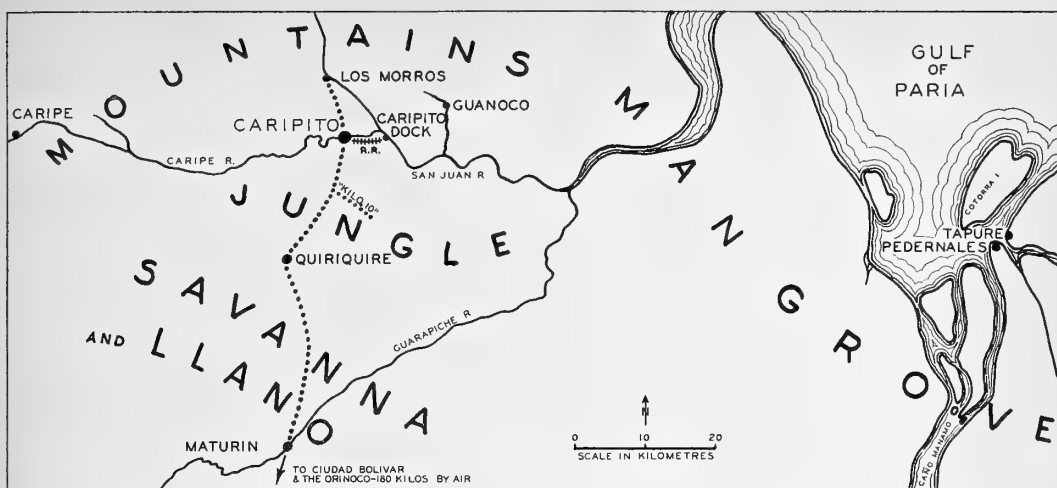 MOUNTAINS
GULF
OF
PARIA
LOS MORROS
GUANOCO
CARIPE
CARIPITO
CARIPITO
DOCK
R.R.
CARIPE R.
SAN JUAN R
MANGROVE
JUNGLE
"KILO 10"
COTORRA I
TAPURE
PEDERNALES
QUIRIQUIRE
SAVANNA
AND LLANO
GUARAPICHE R
N
0 10 20
SCALE IN KILOMETRES
MATURIN
CAÑO MANAMO
TO CIUDAD BOLIVAR
& THE ORINOCO-180 KILOS BY AIR